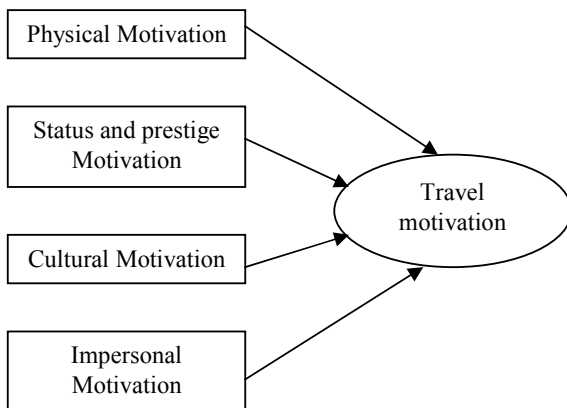 Physical Motivation
Status and prestige
Motivation
Cultural Motivation
Impersonal
Motivation
Travel
motivation